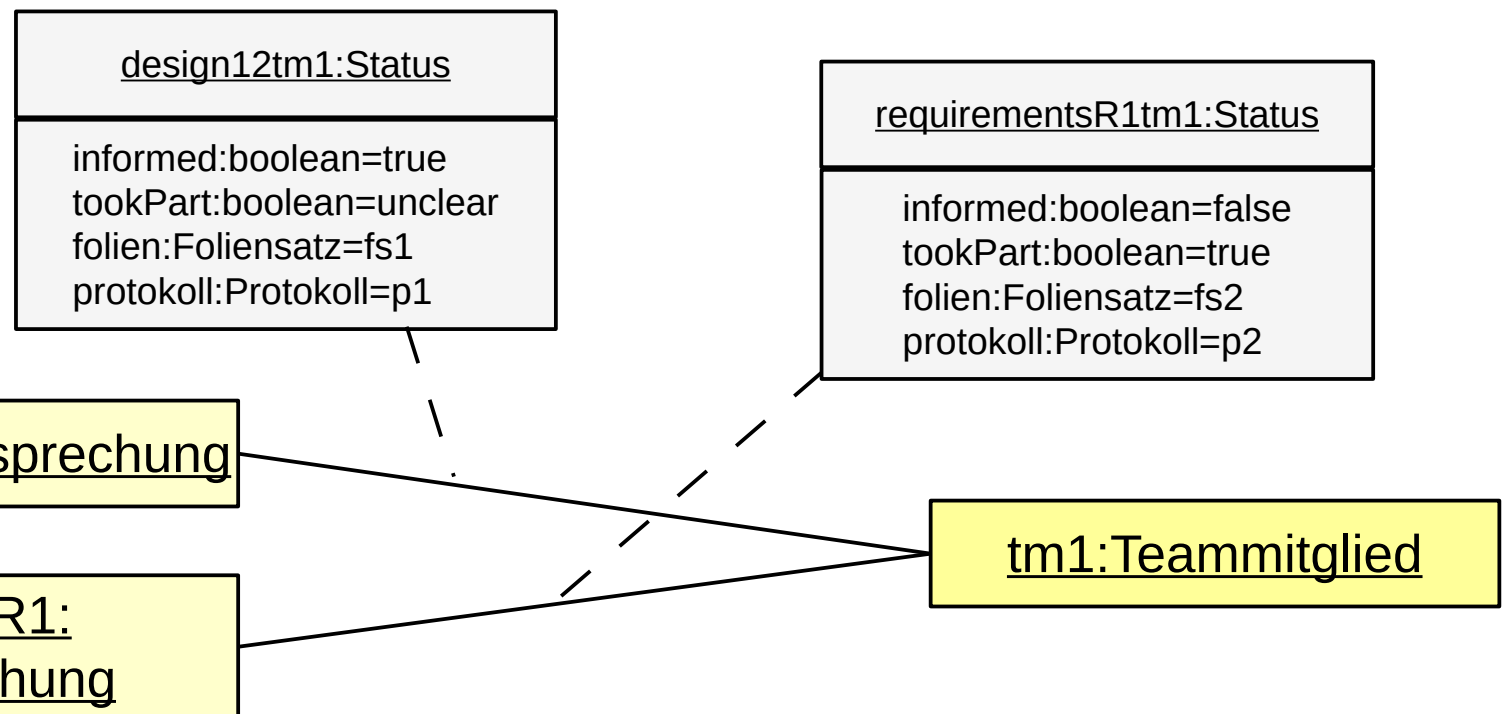 design12tm1:Status
informed:boolean=true
tookPart:boolean=unclear
folien:Foliensatz=fs1
protokoll:Protokoll=p1
requirementsR1tm1:Status
informed:boolean=false
tookPart:boolean=true
folien:Foliensatz=fs2
protokoll:Protokoll=p2
sprechung
tm1:Teammitglied
R1:
hung